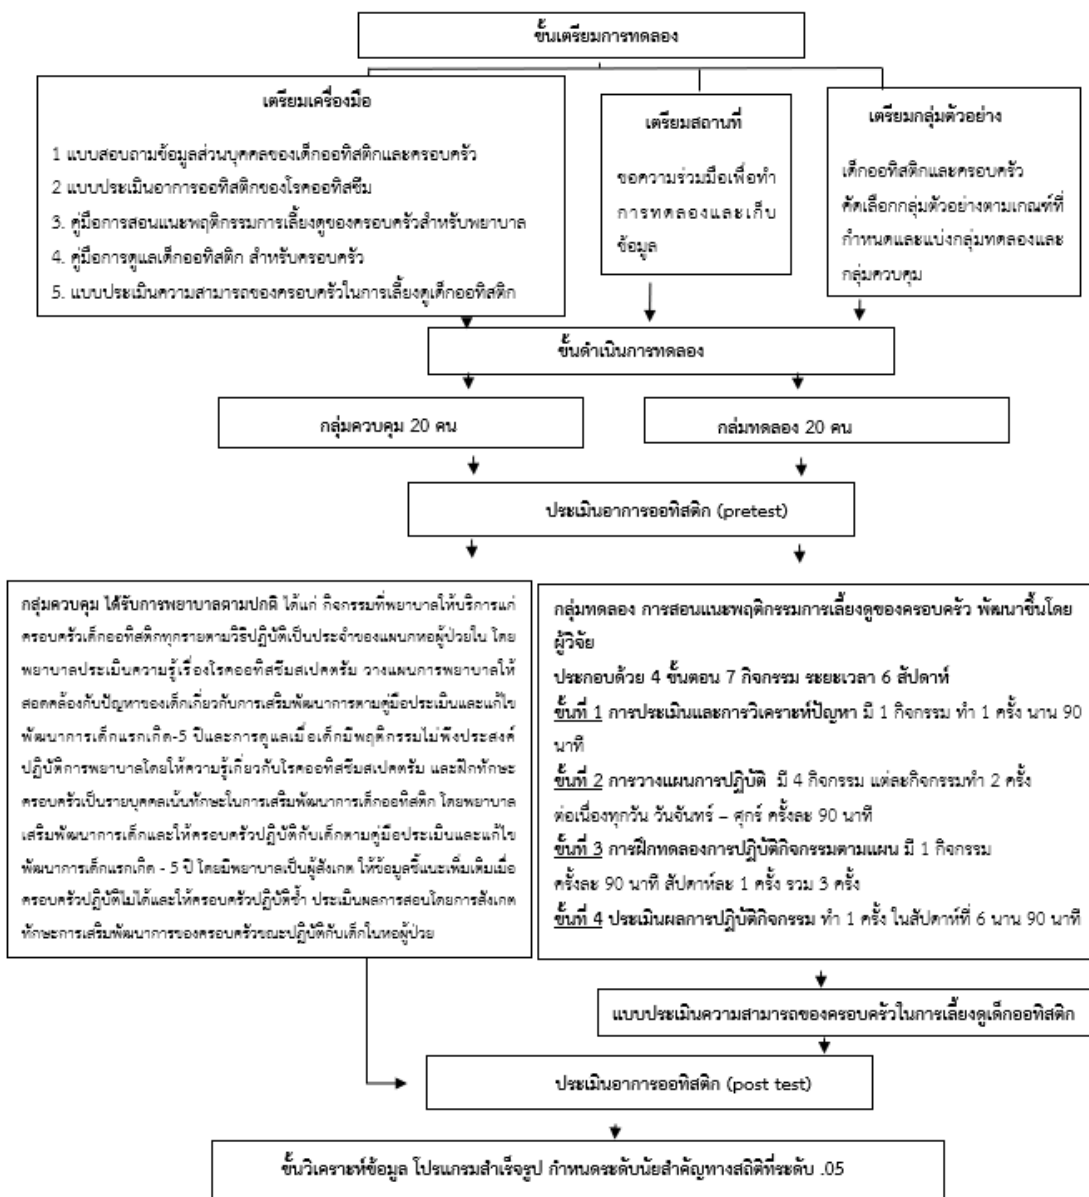 ขั้นเตรียมการทดลอง
เตรียมเครื่องมือ
1 แบบสอบถามข้อมูลส่วนบุคคลของเด็กออทิสติกและครอบครัว
2 แบบประเมินอาการออทิสติกของโรคออทิสซึม
3. คู่มือการสอนแนะพฤติกรรมการเลี้ยงดูของครอบครัวสำหรับพยาบาล
4. คู่มือการดูแลเด็กออทิสติก สำหรับครอบครัว
5. แบบประเมินความสามารถของครอบครัวในการเลี้ยงดูเด็กออทิสติก
เตรียมสถานที่
ขอความร่วมมือเพื่อทำ
การทดลองและเก็บ
ข้อมูล
เตรียมกลุ่มตัวอย่าง
เด็กออทิสติกและครอบครัว
คัดเลือกกลุ่มตัวอย่างตามเกณฑ์ที่
กำหนดและแบ่งกลุ่มทดลองและ
กลุ่มควบคุม
ขั้นดำเนินการทดลอง
กลุ่มควบคุม 20 คน
กลุ่มทดลอง 20 คน
ประเมินอาการออทิสติก (pretest)
กลุ่มควบคุม ได้รับการพยาบาลตามปกติ ได้แก่ กิจกรรมที่พยาบาลให้บริการแก่
ครอบครัวเด็กออทิสติกทุกรายตามวิธีปฏิบัติเป็นประจำของแผนกหอผู้ป่วยใน โดย
พยาบาลประเมินความรู้เรื่องโรคออทิสซึมสเปคตรัม วางแผนการพยาบาลให้
สอดคล้องกับปัญหาของเด็กเกี่ยวกับการเสริมพัฒนาการตามคู่มือประเมินและแก้ไข
พัฒนาการเด็กแรกเกิด-5 ปีและการดูแลเมื่อเด็กมีพฤติกรรมไม่พึงประสงค์
ปฏิบัติการพยาบาลโดยให้ความรู้เกี่ยวกับโรคออทิสซึมสเปคตรัม และฝึกทักษะ
ครอบครัวเป็นรายบุคคลเน้นทักษะในการเสริมพัฒนาการเด็กออทิสติก โดยพยาบาล
เสริมพัฒนาการเด็กและให้ครอบครัวปฏิบัติกับเด็กตามคู่มือประเมินและแก้ไข
พัฒนาการเด็กแรกเกิด - 5 ปี โดยมีพยาบาลเป็นผู้สังเกต ให้ข้อมูลชี้แนะเพิ่มเติมเมื่อ
ครอบครัวปฏิบัติไม่ได้และให้ครอบครัวปฏิบัติซ้ำ ประเมินผลการสอนโดยการสังเกต
ทักษะการเสริมพัฒนาการของครอบครัวขณะปฏิบัติกับเด็กในหอผู้ป่วย
กลุ่มทดลอง การสอนแนะพฤติกรรมการเลี้ยงดูของครอบครัว พัฒนาขึ้นโดย
ผู้วิจัย
ประกอบด้วย 4 ขั้นตอน 7 กิจกรรม ระยะเวลา 6 สัปดาห์
ขั้นที่ 1 การประเมินและการวิเคราะห์ปัญหา มี 1 กิจกรรม ทำ 1 ครั้ง นาน 90
นาที
ขั้นที่ 2 การวางแผนการปฏิบัติ มี 4 กิจกรรม แต่ละกิจกรรมทำ 2 ครั้ง
ต่อเนื่องทุกวัน วันจันทร์ – ศุกร์ ครั้งละ 90 นาที
ขั้นที่ 3 การฝึกทดลองการปฏิบัติกิจกรรมตามแผน มี 1 กิจกรรม
ครั้งละ 90 นาที สัปดาห์ละ 1 ครั้ง รวม 3 ครั้ง
ขั้นที่ 4 ประเมินผลการปฏิบัติกิจกรรม ทำ 1 ครั้ง ในสัปดาห์ที่ 6 นาน 90 นาที
แบบประเมินความสามารถของครอบครัวในการเลี้ยงดูเด็กออทิสติก
ประเมินอาการออทิสติก (post test)
ขั้นวิเคราะห์ข้อมูล โปรแกรมสำเร็จรูป กำหนดระดับนัยสำคัญทางสถิติที่ระดับ .05